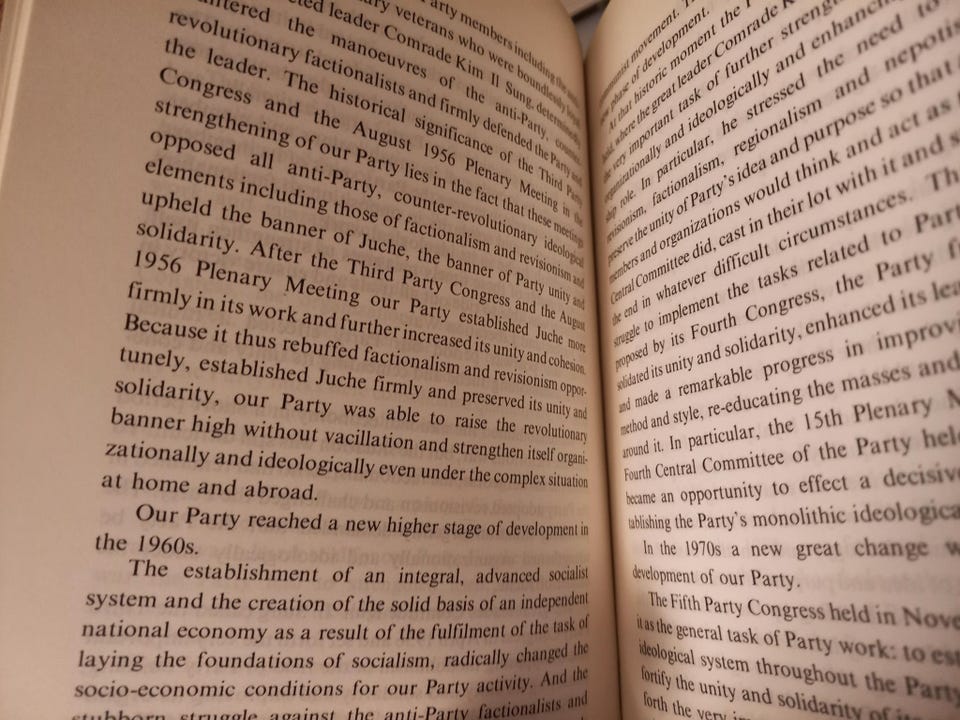 Party members including the
veterans who were boundlessly
leader Comrade Kim Il Sung, determinedly
the manoeuvres of the anti-Party, counter-
revolutionary factionalists and firmly defended the Party and
the leader. The historical significance of the Third Party
Congress and the August 1956 Plenary Meeting in the
strengthening of our Party lies in the fact that these meetings
opposed all anti-Party, counter-revolutionary ideological
elements including those of factionalism and revisionism and
upheld the banner of Juche, the banner of Party unity and
solidarity. After the Third Party Congress and the August
1956 Plenary Meeting our Party established Juche more
firmly in its work and further increased its unity and cohesion.
Because it thus rebuffed factionalism and revisionism oppor-
tunely, established Juche firmly and preserved its unity and
solidarity, our Party was able to raise the revolutionary
banner high without vacillation and strengthen itself organi-
zationally and ideologically even under the complex situation
at home and abroad.
Our Party reached a new higher stage of development in
the 1960s.
The establishment of an integral, advanced socialist
system and the creation of the solid basis of an independent
national economy as a result of the fulfilment of the task of
laying the foundations of socialism, radically changed the
socio-economic conditions for our Party activity. And the
stubborn struggle against the anti-Party factionalists and
movement.
phase of development.
At that historic moment the
held, where the great leader Comrade K
very important task of further strength
organizationally and ideologically and enhancing
role. In particular, he stressed the need to
revisionism, factionalism, regionalism and nepotis
preserve the unity of Party's idea and purpose so that
members and organizations would think and act as
Central Committee did, cast in their lot with it and s
the end in whatever difficult circumstances. Th
struggle to implement the tasks related to Part
proposed by its Fourth Congress, the Party f
solidated its unity and solidarity, enhanced its lea
and made a remarkable progress in improvi
method and style, re-educating the masses and
around it. In particular, the 15th Plenary M
Fourth Central Committee of the Party hel
became an opportunity to effect a decisiv
tablishing the Party's monolithic ideologica
In the 1970s a new great change w
development of our Party.
The Fifth Party Congress held in Nove
it as the general task of Party work: to es
ideological system throughout the Party
fortify the unity and solidarity of
forth the very